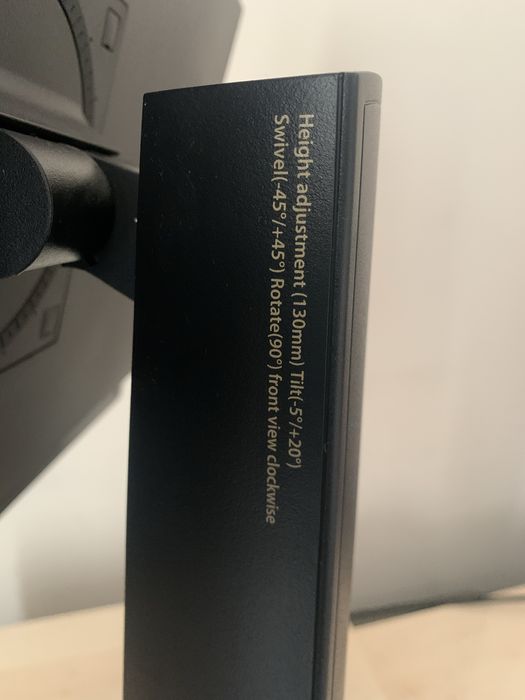 Height adjustment (130mm) Tilt(-5°/+20°)
Swivel(-45°/+45°) Rotate(90°) front view clockwise